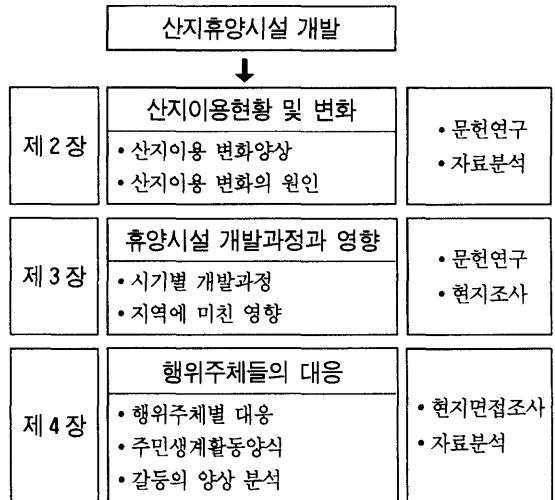 산지휴양시설 개발
제 2 장
산지이용현황 및 변화
• 산지이용 변화양상
• 산지이용 변화의 원인
• 문헌연구
• 자료분석
제 3 장
휴양시설 개발과정과 영향
• 시기별 개발과정
• 지역에 미친 영향
• 문헌연구
• 현지조사
제 4 장
행위주체들의 대응
• 행위주체별 대응
• 주민생계활동양식
• 갈등의 양상 분석
• 현지면접조사
• 자료분석